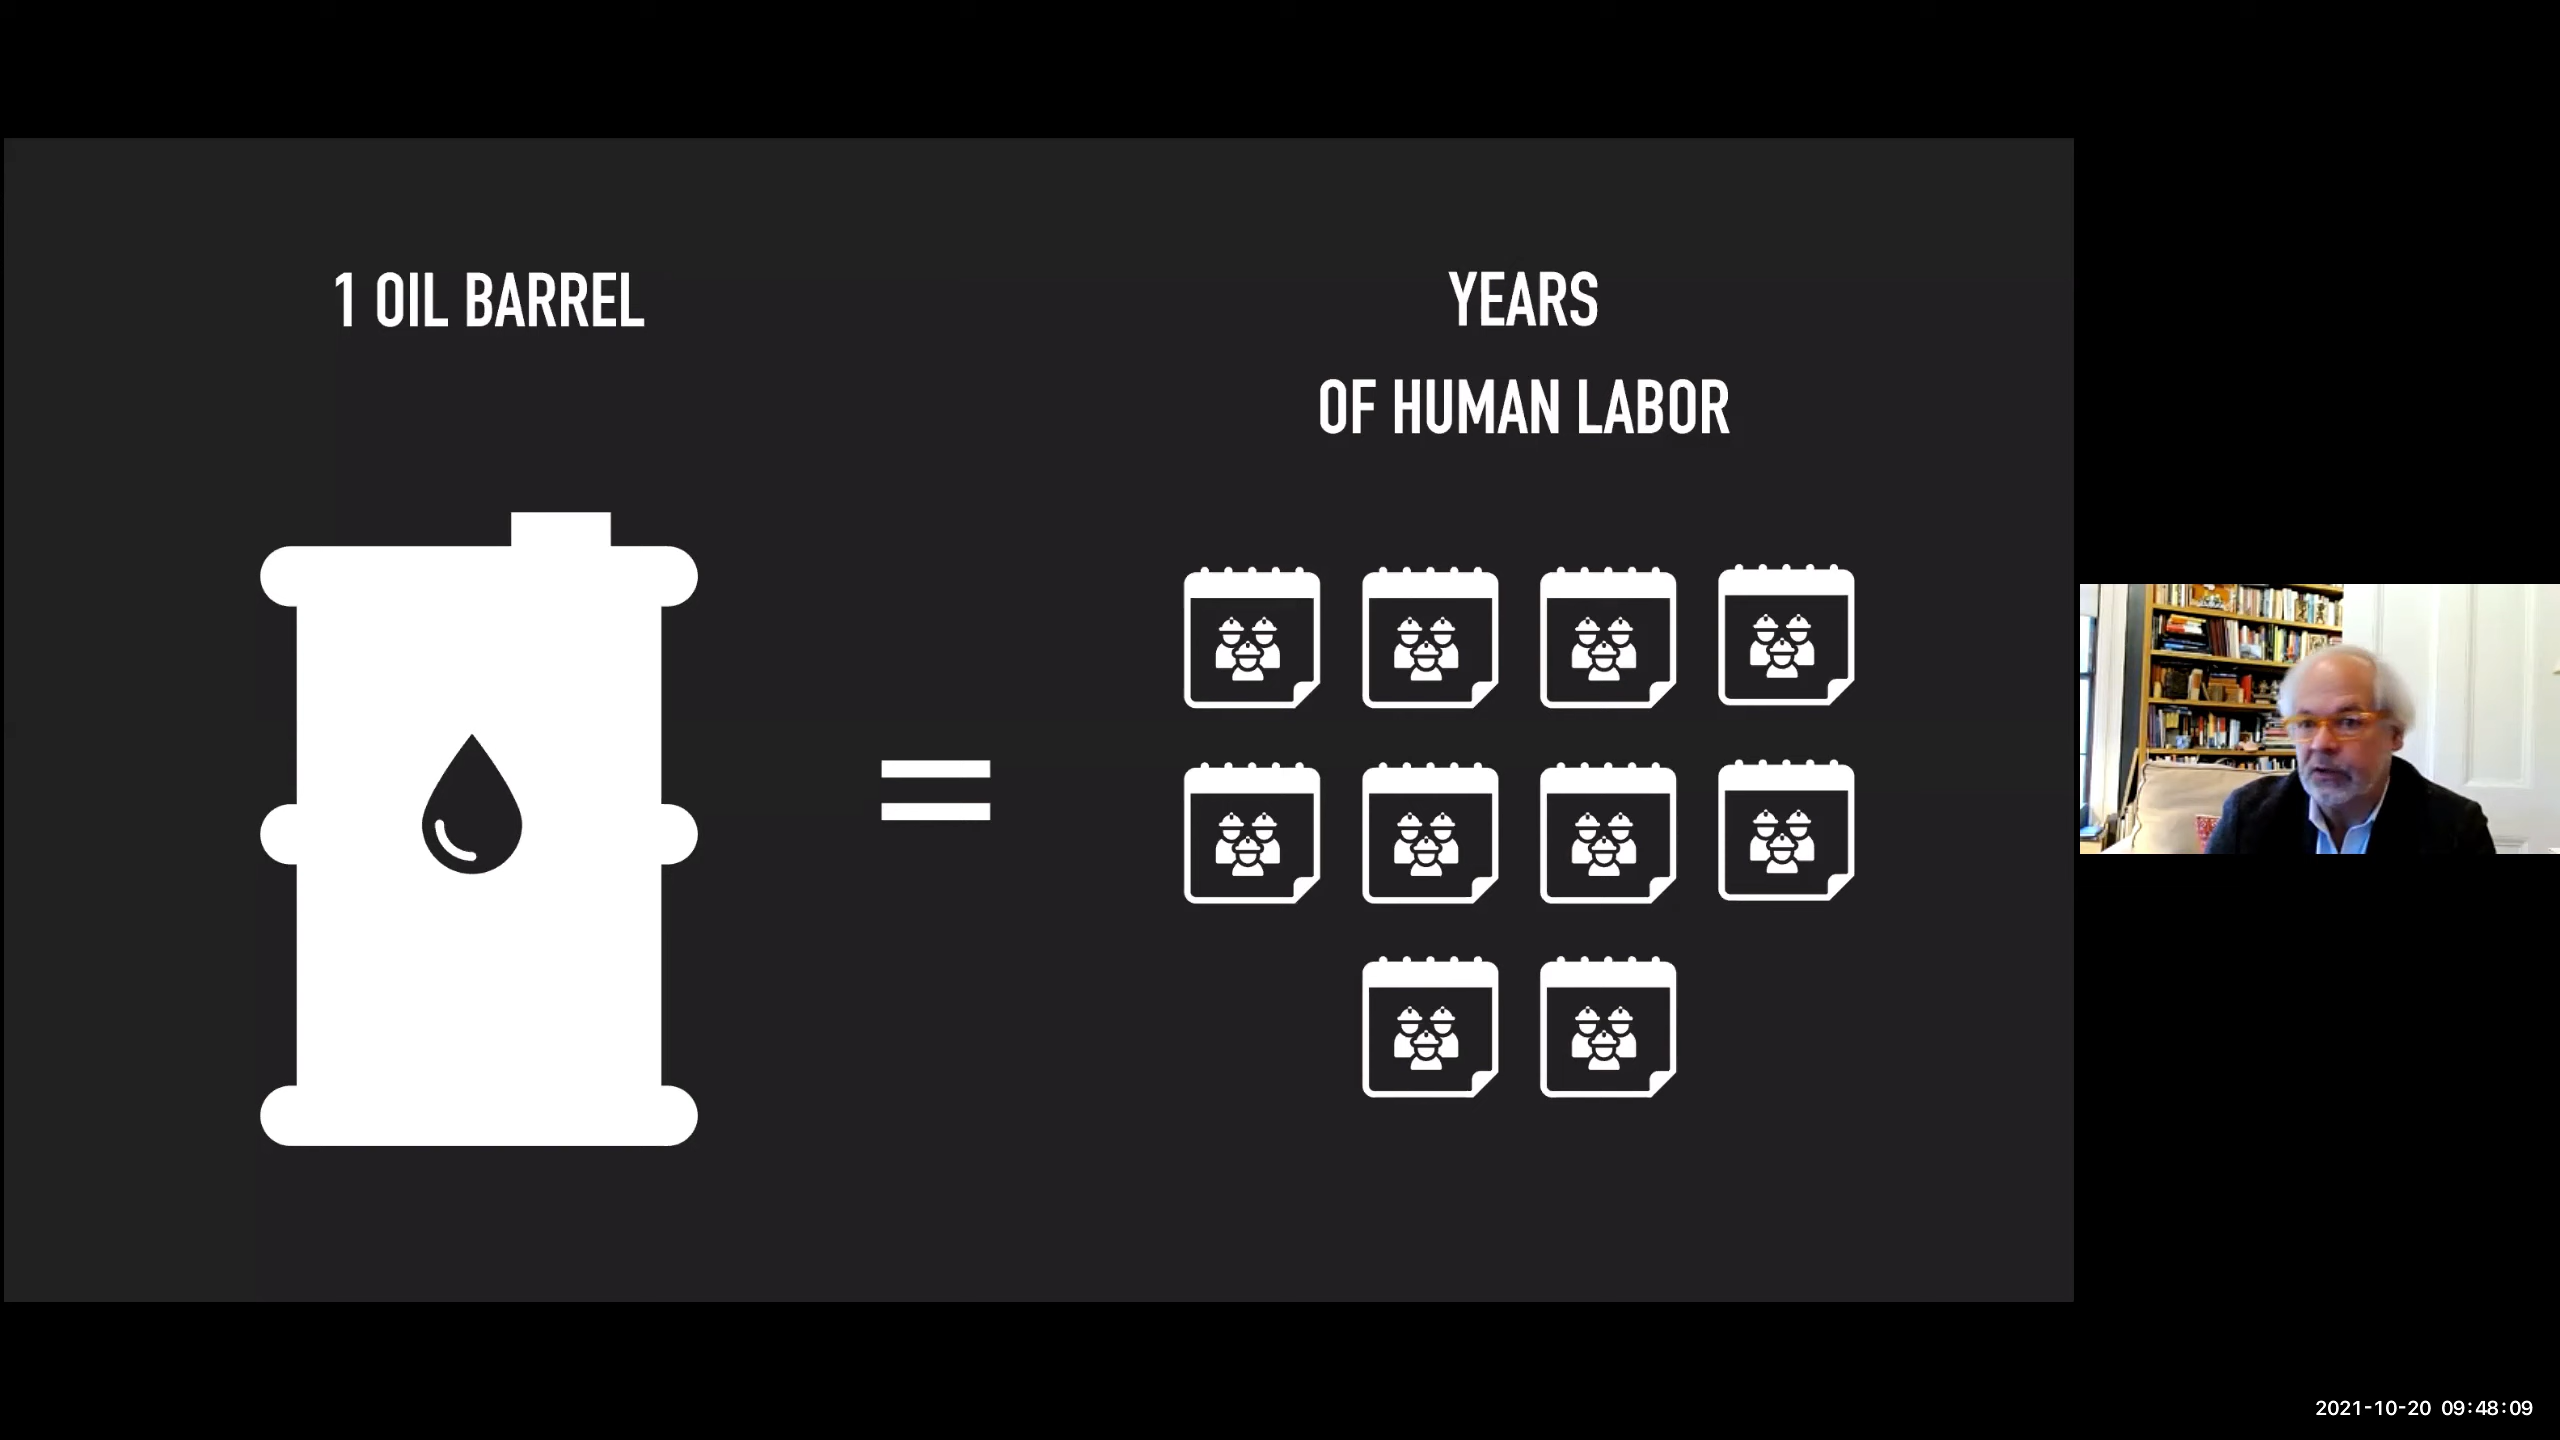 1 OIL BARREL
YEARS
OF HUMAN LABOR
=
2021-10-20 09:48:09